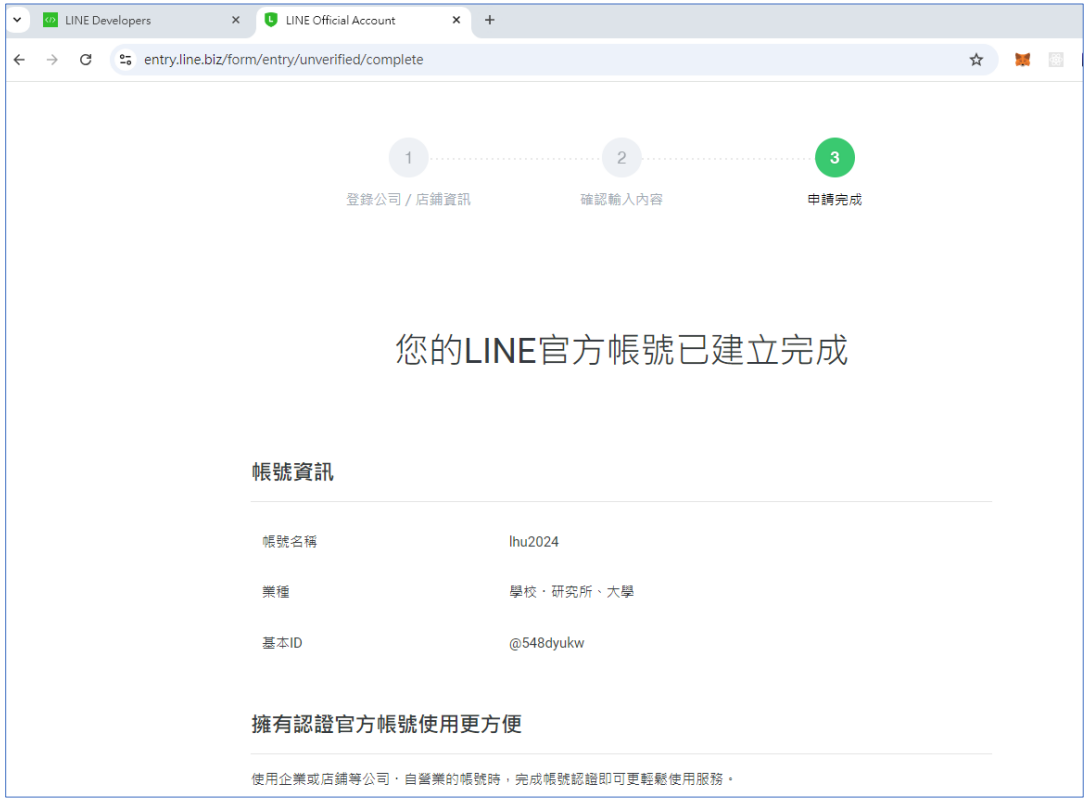 LINE Developers
LINE Official Account
entry.line.biz/form/entry/unverified/complete
1
2
3
登錄公司 / 店鋪資訊
確認輸入內容
申請完成
您的LINE官方帳號已建立完成
帳號資訊
帳號名稱 lhu2024
業種 學校・研究所、大學
基本ID @548dyukw
擁有認證官方帳號使用更方便
使用企業或店鋪等公司・自營業的帳號時，完成帳號認證即可更輕鬆使用服務。